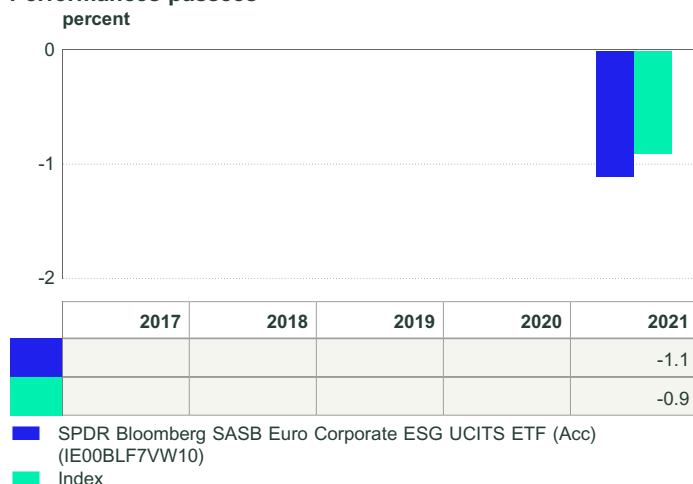 Performances passées
percent
0
-1
-2
2017 2018 2019 2020 2021
-1.1
-0.9
SPDR Bloomberg SASB Euro Corporate ESG UCITS ETF (Acc)
(IE00BLF7VW10)
Index